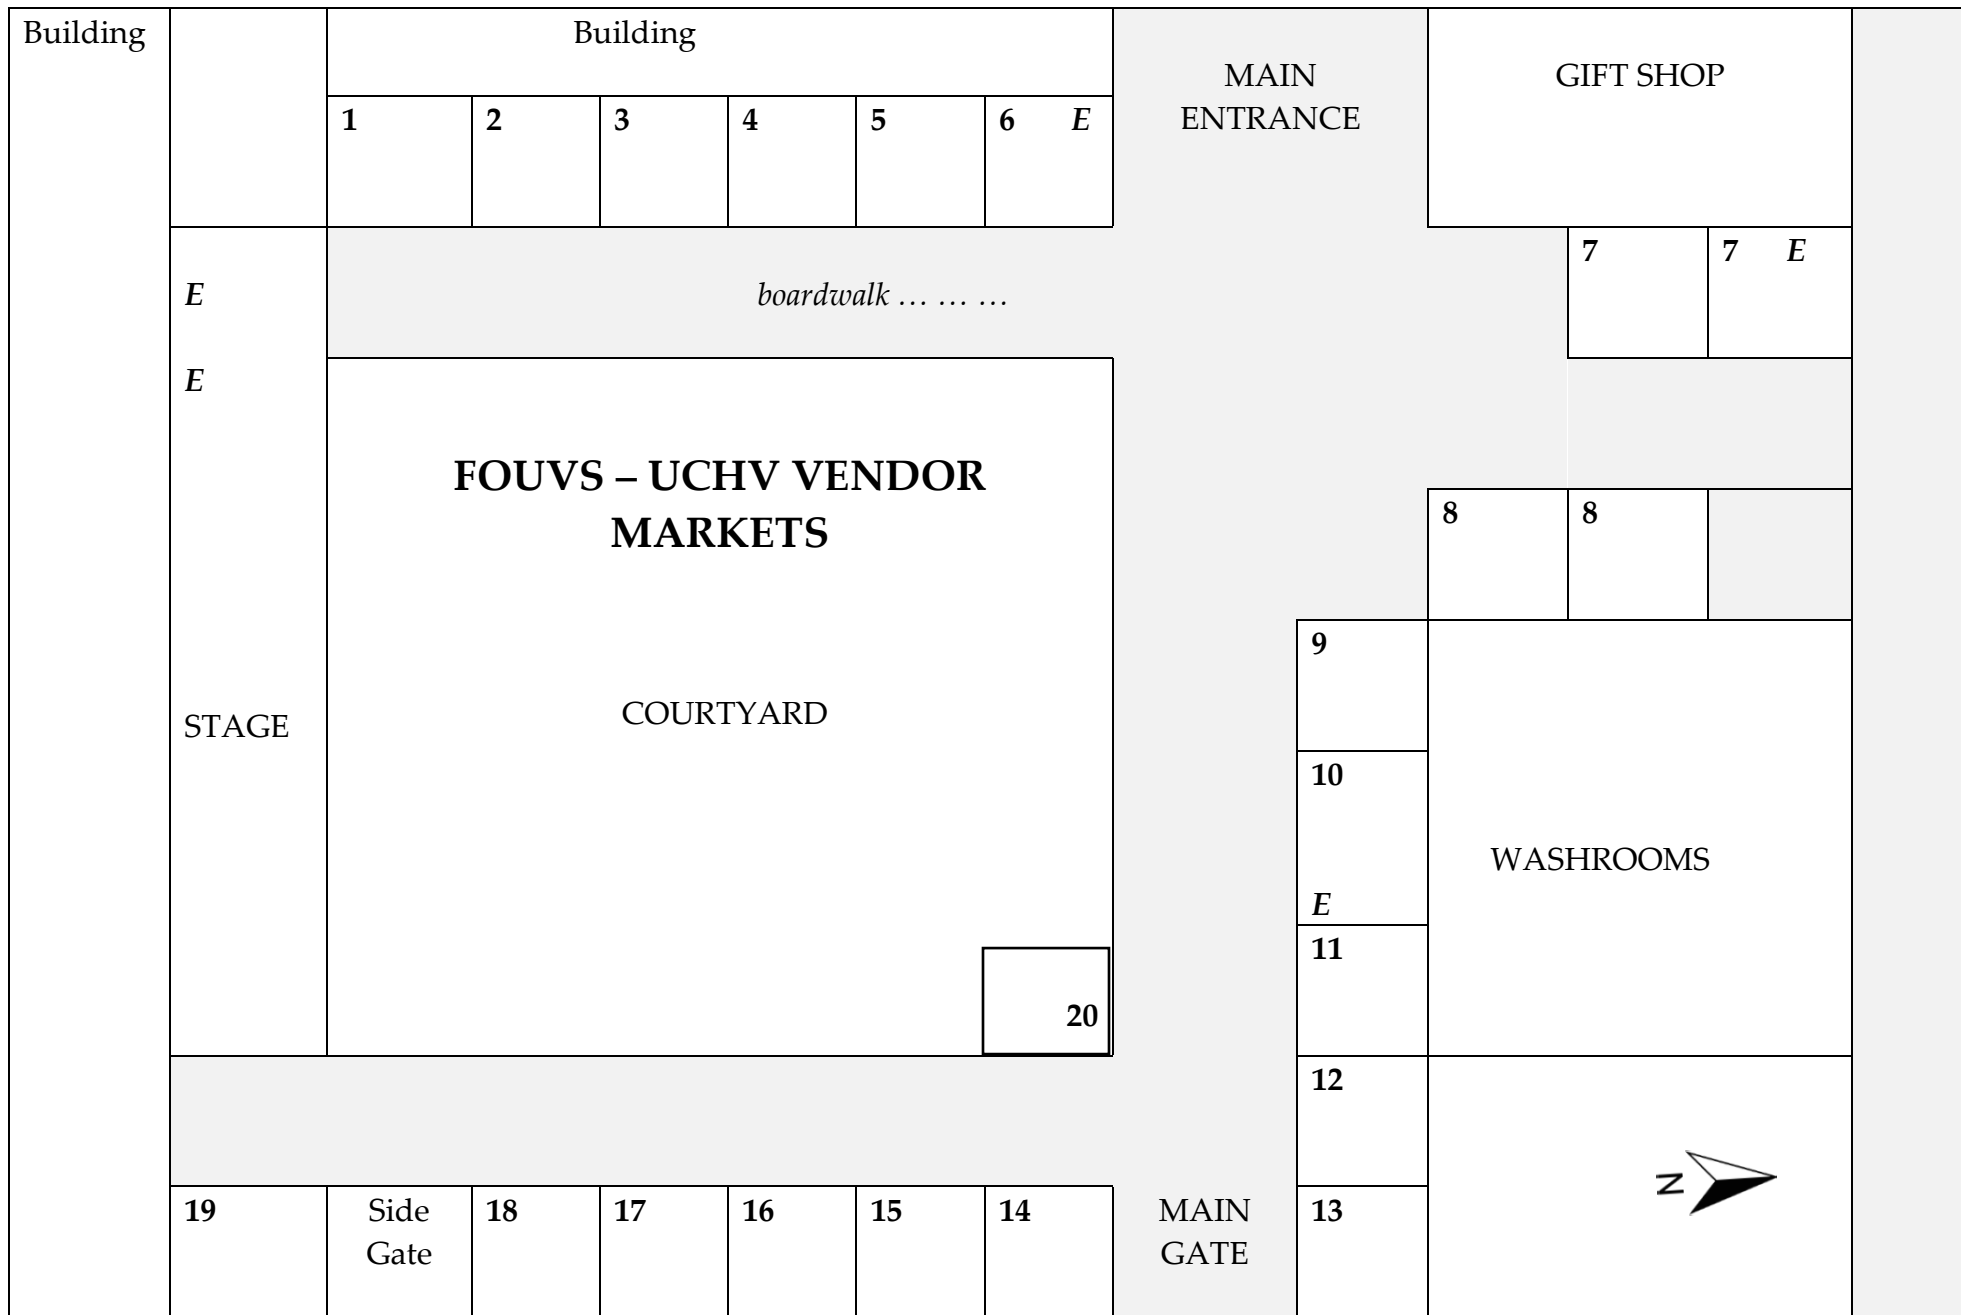 Building
Building
MAIN
ENTRANCE
GIFT SHOP
1
2
3
4
5
6 E
7
7 E
E
boardwalk … … …
E
FOUVS – UCHV VENDOR
MARKETS
8
8
9
COURTYARD
STAGE
10
WASHROOMS
E
11
20
12
N
19
Side
Gate
18
17
16
15
14
MAIN
GATE
13